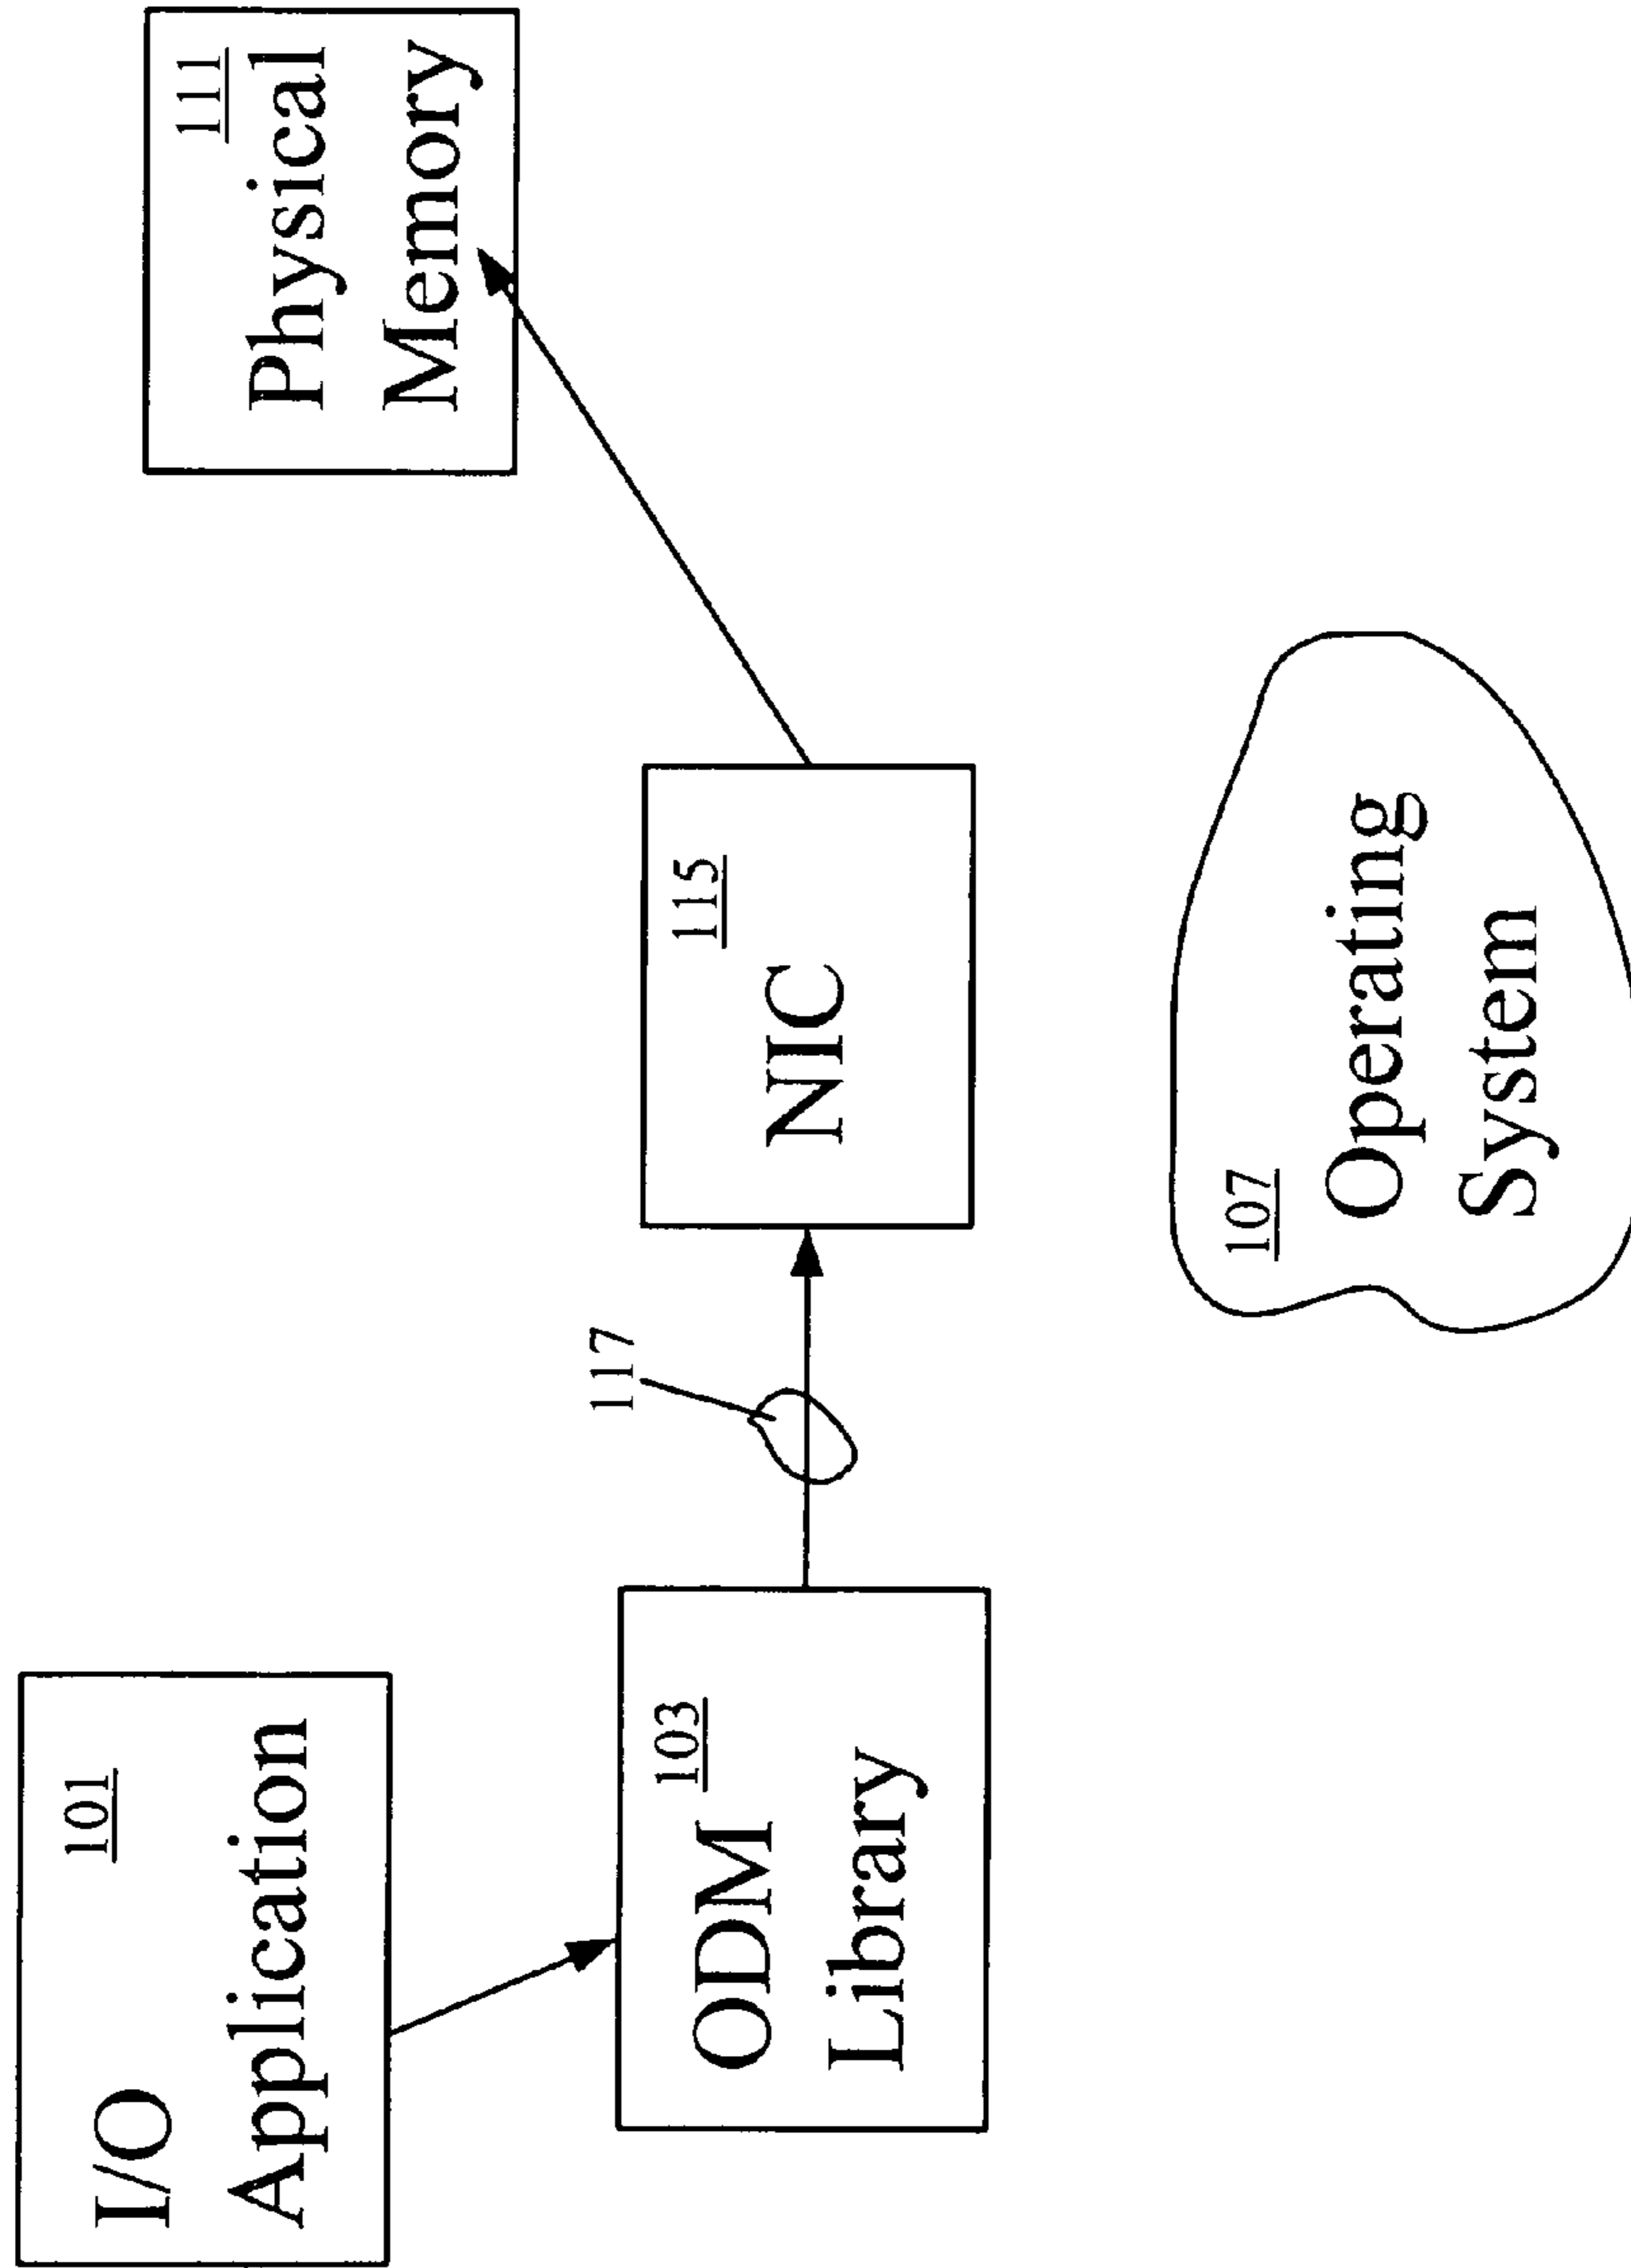 101
I/O
Application
103
ODM
Library
117
115
NIC
111
Physical
Memory
107
Operating
System